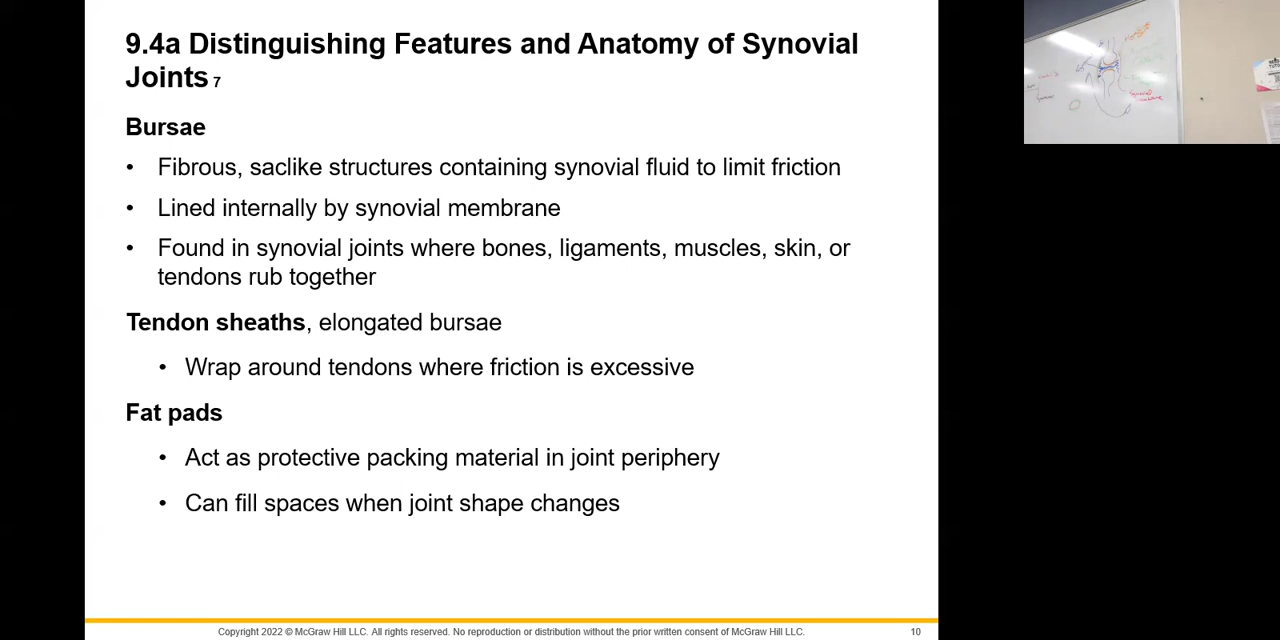 9.4a Distinguishing Features and Anatomy of Synovial
Joints 7
Bursae
• Fibrous, saclike structures containing synovial fluid to limit friction
• Lined internally by synovial membrane
• Found in synovial joints where bones, ligaments, muscles, skin, or
tendons rub together
Tendon sheaths, elongated bursae
• Wrap around tendons where friction is excessive
Fat pads
• Act as protective packing material in joint periphery
• Can fill spaces when joint shape changes
Copyright 2022 © McGraw Hill LLC. All rights reserved. No reproduction or distribution without the prior written consent of McGraw Hill LLC.
10